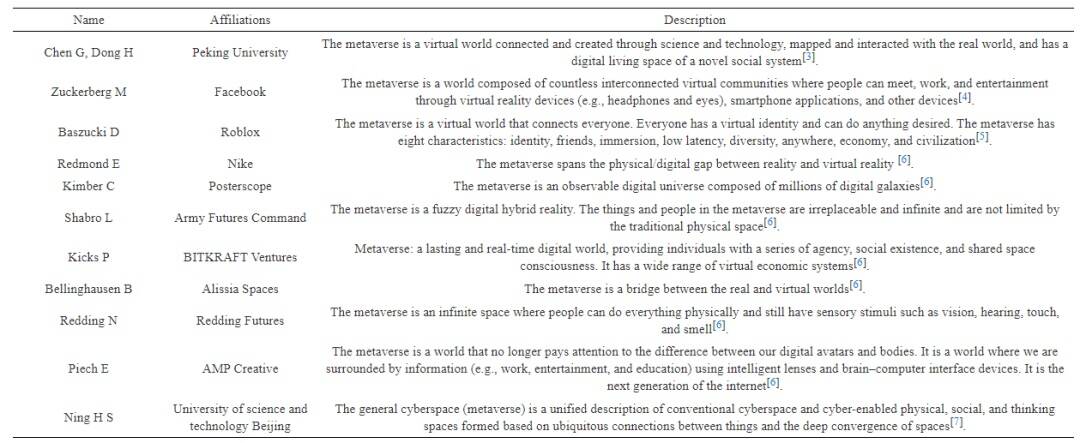 Name Affiliations Description
Chen G, Dong H Peking University The metaverse is a virtual world connected and created through science and technology, mapped and interacted with the real world, and has a
digital living space of a novel social system[3].
Zuckerberg M Facebook The metaverse is a world composed of countless interconnected virtual communities where people can meet, work, and entertainment
through virtual reality devices (e.g., headphones and eyes), smartphone applications, and other devices[4].
Baszucki D Roblox The metaverse is a virtual world that connects everyone. Everyone has a virtual identity and can do anything desired. The metaverse has
eight characteristics: identity, friends, immersion, low latency, diversity, anywhere, economy, and civilization[5].
Redmond E Nike The metaverse spans the physical/digital gap between reality and virtual reality [6].
Kimber C Posterscope The metaverse is an observable digital universe composed of millions of digital galaxies[6].
Shabro L Army Futures Command The metaverse is a fuzzy digital hybrid reality. The things and people in the metaverse are irreplaceable and infinite and are not limited by
the traditional physical space[6].
Kicks P BITKRAFT Ventures Metaverse: a lasting and real-time digital world, providing individuals with a series of agency, social existence, and shared space
consciousness. It has a wide range of virtual economic systems[6].
Bellinghausen B Alissia Spaces The metaverse is a bridge between the real and virtual worlds[6].
Redding N Redding Futures The metaverse is an infinite space where people can do everything physically and still have sensory stimuli such as vision, hearing, touch,
and smell[6].
Piech E AMP Creative The metaverse is a world that no longer pays attention to the difference between our digital avatars and bodies. It is a world where we are
surrounded by information (e.g., work, entertainment, and education) using intelligent lenses and brain–computer interface devices. It is the
next generation of the internet[6].
Ning H S University of science and
technology Beijing The general cyberspace (metaverse) is a unified description of conventional cyberspace and cyber-enabled physical, social, and thinking
spaces formed based on ubiquitous connections between things and the deep convergence of spaces[7].